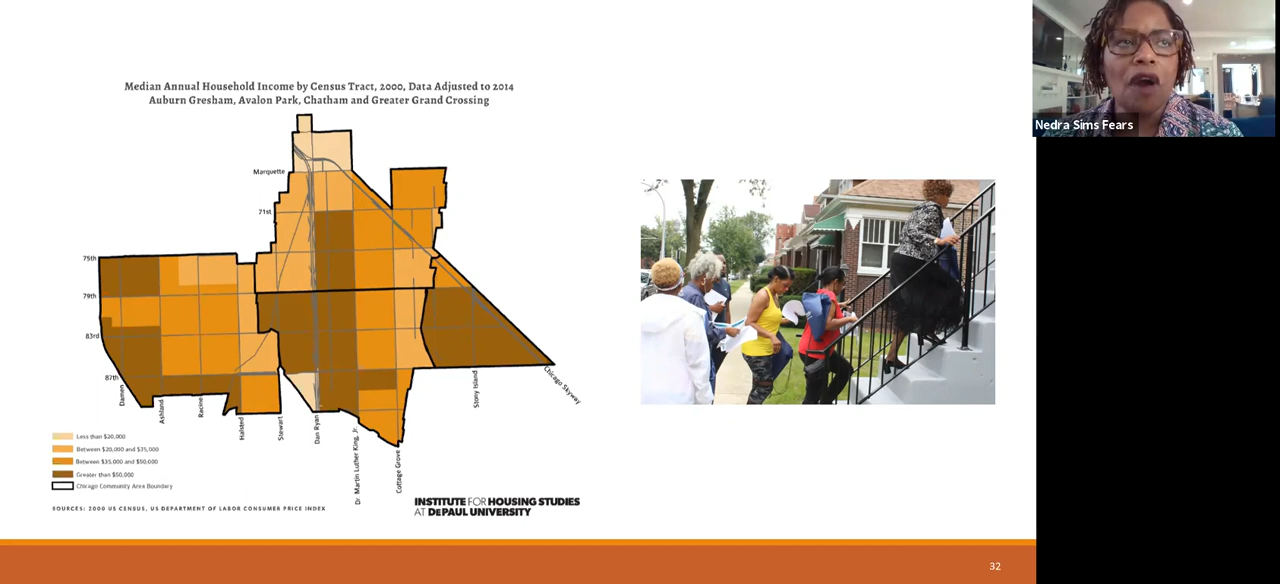 Median Annual Household Income by Census Tract, 2000, Data Adjusted to 2014
Auburn Gresham, Avalon Park, Chatham and Greater Grand Crossing
Nedra Sims Fears
Marquette
71st
75th
79th
83rd
87th
Damen
Ashland
Racine
Halsted
Stewart
Dan Ryan
Dr. Martin Luther King, Jr.
Cottage Grove
Stony Island
Chicago Skyway
Less than $20,000
Between $20,000 and $35,000
Between $35,000 and $50,000
Greater than $50,000
Chicago Community Area Boundary
SOURCES: 2000 US CENSUS, US DEPARTMENT OF LABOR CONSUMER PRICE INDEX
INSTITUTE FOR HOUSING STUDIES
AT DEPAUL UNIVERSITY
32